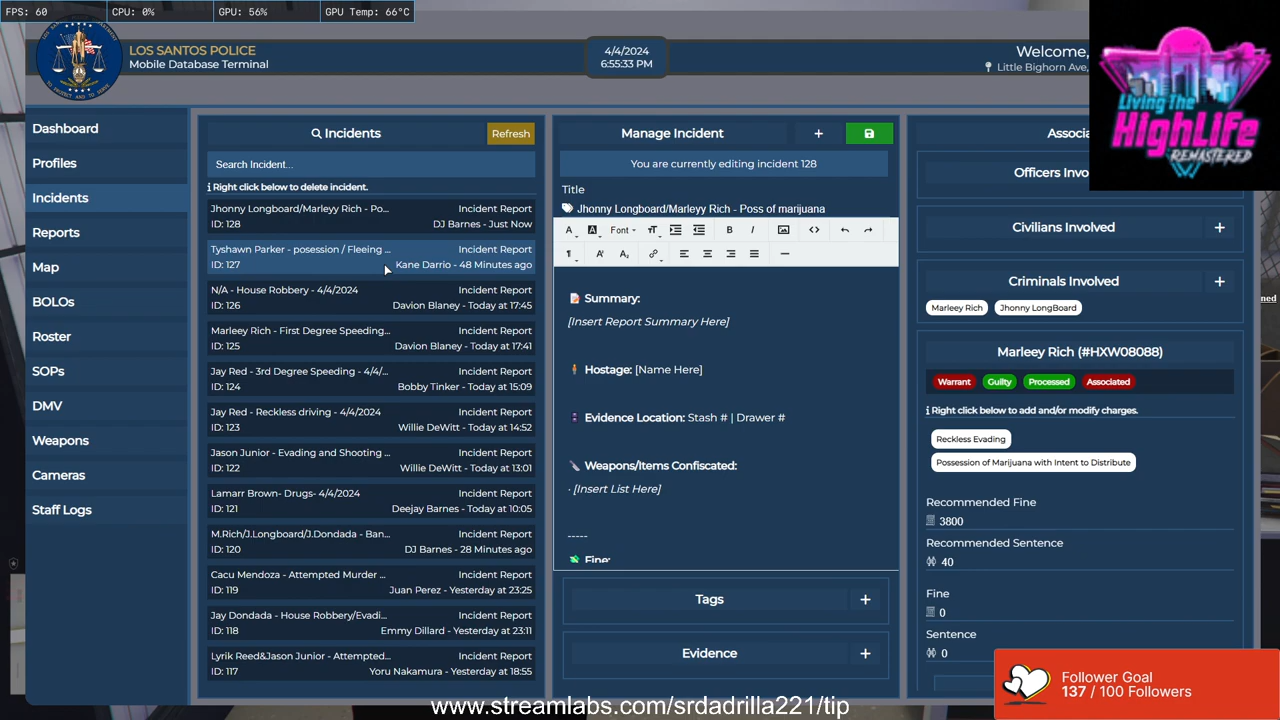 FPS: 60
CPU: 0%
GPU: 56%
GPU Temp: 66°C
LOS SANTOS POLICE
Mobile Database Terminal
4/4/2024
6:55:33 PM
Welcome,
Little Bighorn Ave,
LIVING THE
HIGHLIFE
REMASTERED
Dashboard
Profiles
Incidents
Reports
Map
BOLOs
Roster
SOPs
DMV
Weapons
Cameras
Staff Logs
Incidents
Refresh
Search Incident...
Right click below to delete incident.
Jhonny Longboard/Marleyy Rich - Po... Incident Report
ID: 128 DJ Barnes - Just Now
Tyshawn Parker - posession / Fleeing ... Incident Report
ID: 127 Kane Darrio - 48 Minutes ago
N/A - House Robbery - 4/4/2024 Incident Report
ID: 126 Davion Blaney - Today at 17:45
Marleey Rich - First Degree Speeding... Incident Report
ID: 125 Davion Blaney - Today at 17:41
Jay Red - 3rd Degree Speeding - 4/4/... Incident Report
ID: 124 Bobby Tinker - Today at 15:09
Jay Red - Reckless driving - 4/4/2024 Incident Report
ID: 123 Willie DeWitt - Today at 14:52
Jason Junior - Evading and Shooting ... Incident Report
ID: 122 Willie DeWitt - Today at 13:01
Lamarr Brown- Drugs- 4/4/2024 Incident Report
ID: 121 Deejay Barnes - Today at 10:05
M.Rich/J.Longboard/J.Dondada - Ban... Incident Report
ID: 120 DJ Barnes - 28 Minutes ago
Cacu Mendoza - Attempted Murder ... Incident Report
ID: 119 Juan Perez - Yesterday at 23:25
Jay Dondada - House Robbery/Evadi... Incident Report
ID: 118 Emmy Dillard - Yesterday at 23:11
Lyrik Reed&Jason Junior - Attempted... Incident Report
ID: 117 Yoru Nakamura - Yesterday at 18:55
Manage Incident
You are currently editing incident 128
Title
Jhonny Longboard/Marleyy Rich - Poss of marijuana
Font
Summary:
[Insert Report Summary Here]
Hostage: [Name Here]
Evidence Location: Stash # | Drawer #
Weapons/Items Confiscated:
· [Insert List Here]
-----
Fine:
Tags
Evidence
Associa
Officers Invo
Civilians Involved
Criminals Involved
Marleey Rich
Jhonny LongBoard
Marleey Rich (#HXW08088)
Warrant
Guilty
Processed
Associated
Right click below to add and/or modify charges.
Reckless Evading
Possession of Marijuana with Intent to Distribute
Recommended Fine
3800
Recommended Sentence
40
Fine
0
Sentence
0
Follower Goal
137 / 100 Followers
www.streamlabs.com/srdadrilla221/tip